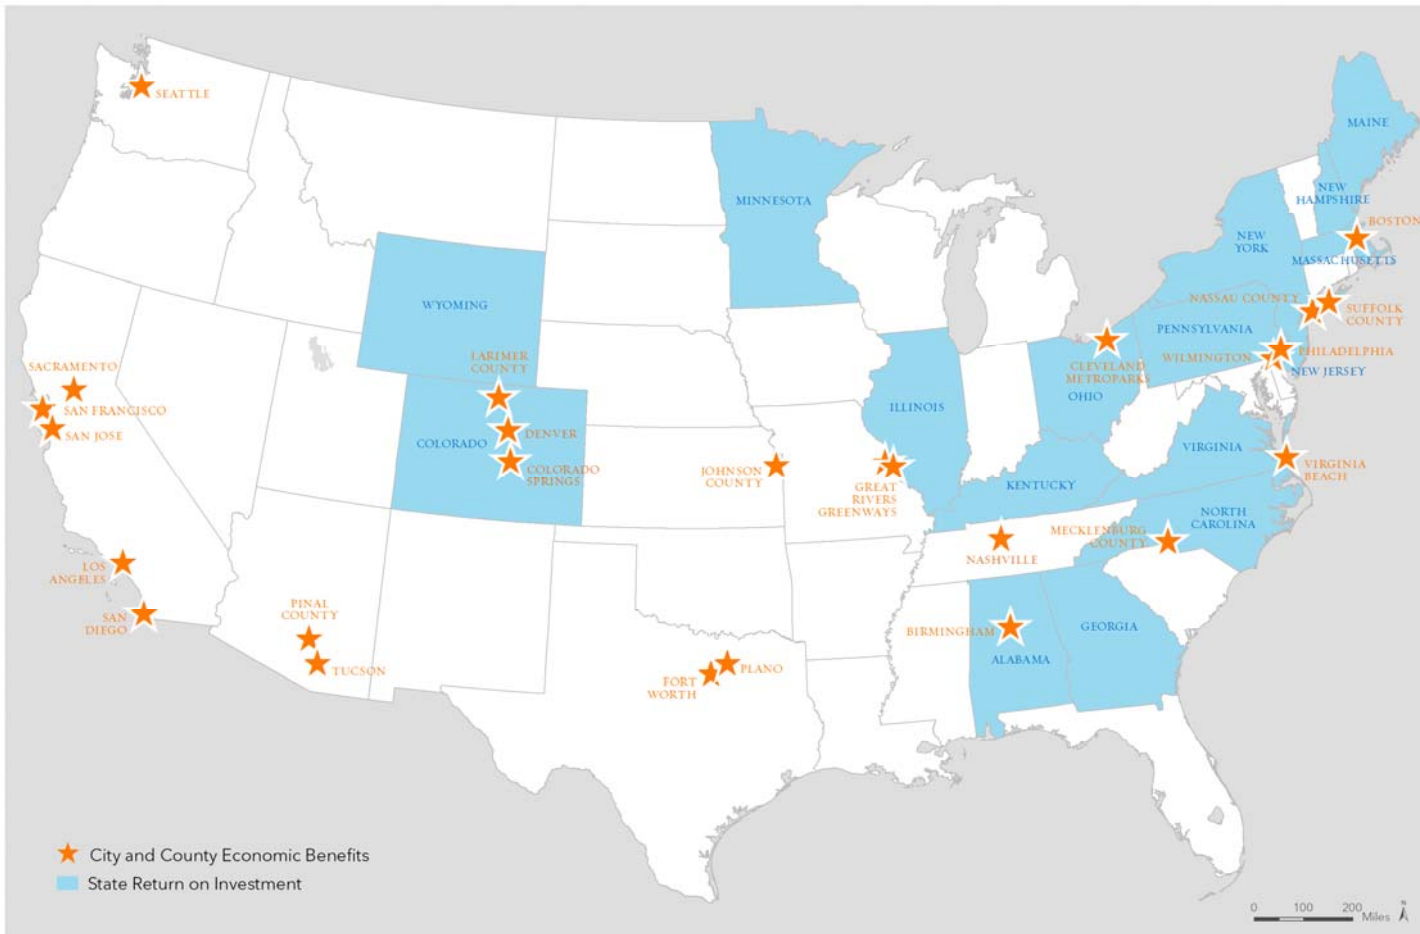 SEATTLE
MAINE
MINNESOTA
NEW
HAMPSHIRE
BOSTON
NEW
YORK
MASSACHUSETTS
WYOMING
NASSAU COUNTY
SUFFOLK
COUNTY
PENNSYLVANIA
LARIMER
COUNTY
WILMINGTON
PHILADELPHIA
CLEVELAND
METROPARKS
NEW JERSEY
SACRAMENTO
OHIO
SAN FRANCISCO
ILLINOIS
SAN JOSE
COLORADO
DENVER
VIRGINIA
COLORADO
SPRINGS
JOHNSON
COUNTY
VIRGINIA
BEACH
GREAT
RIVERS
GREENWAYS
KENTUCKY
NORTH
CAROLINA
MECKLENBURG
COUNTY
NASHVILLE
LOS
ANGELES
PINAL
COUNTY
SAN
DIEGO
BIRMINGHAM
GEORGIA
ALABAMA
TUCSON
PLANO
FORT
WORTH
City and County Economic Benefits
State Return on Investment
0 100 200
Miles
N